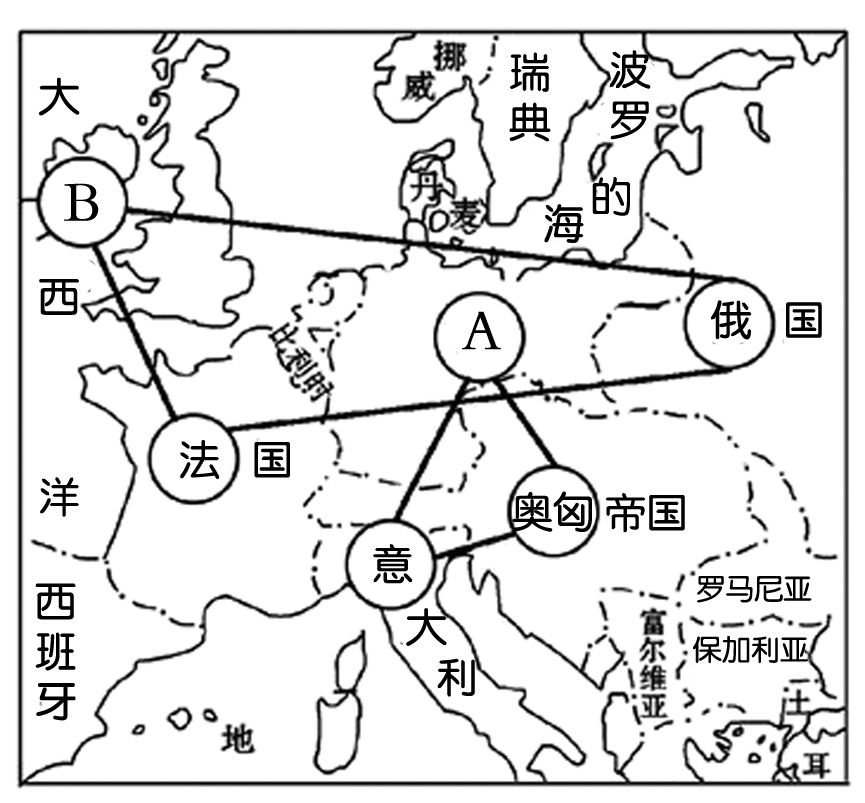 大
西
洋
挪威
瑞典
波罗的海
丹麦
B
A
俄国
比利时
法国
奥匈帝国
意大利
西班牙
罗马尼亚
富尔维亚
保加利亚
土耳
地